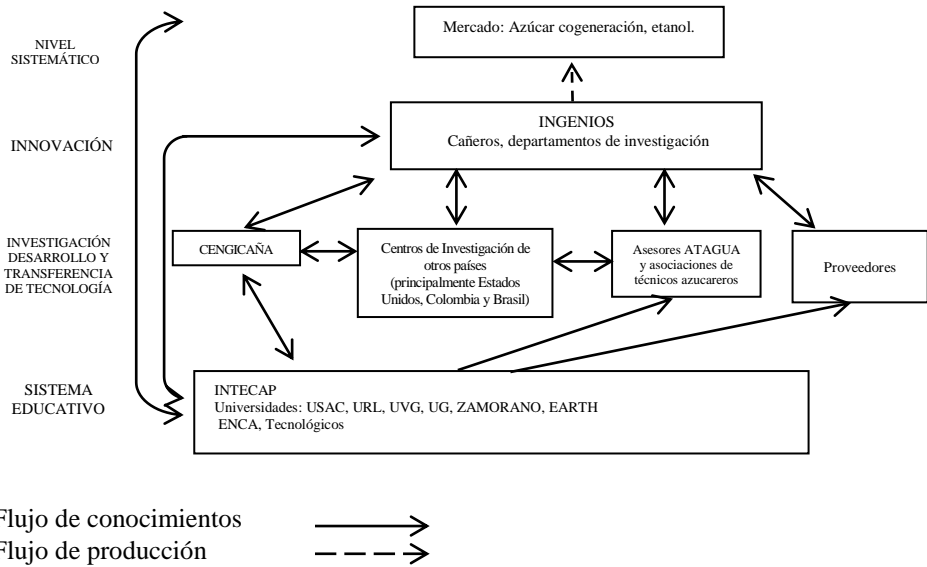 NIVEL
SISTEMÁTICO
Mercado: Azúcar cogeneración, etanol.
INNOVACIÓN
INGENIOS
Cañeros, departamentos de investigación
INVESTIGACIÓN
DESARROLLO Y
TRANSFERENCIA
DE TECNOLOGÍA
CENGICAÑA
Centros de Investigación de
otros países
(principalmente Estados
Unidos, Colombia y Brasil)
Asesores ATAGUA
y asociaciones de
técnicos azucareros
Proveedores
SISTEMA
EDUCATIVO
INTECAP
Universidades: USAC, URL, UVG, UG, ZAMORANO, EARTH
ENCA, Tecnológicos
Flujo de conocimientos
Flujo de producción